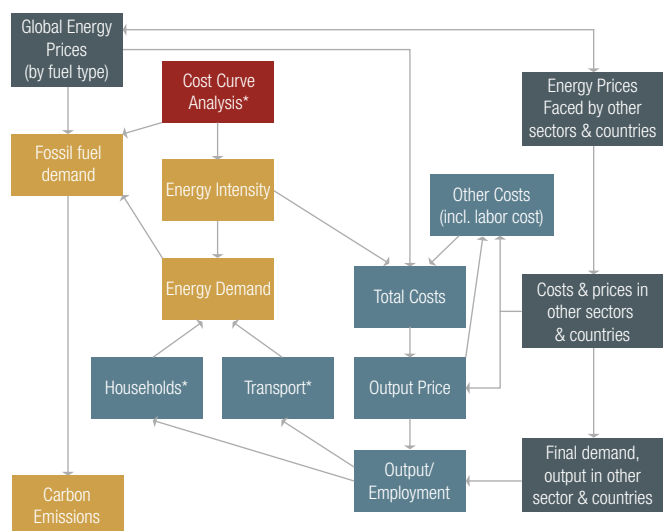 Global Energy
Prices
(by fuel type)
Cost Curve
Analysis*
Energy Prices
Faced by other
sectors & countries
Fossil fuel
demand
Energy Intensity
Other Costs
(incl. labor cost)
Energy Demand
Total Costs
Costs & prices in
other sectors
& countries
Households*
Transport*
Output Price
Output/
Employment
Final demand,
output in other
sector & countries
Carbon
Emissions